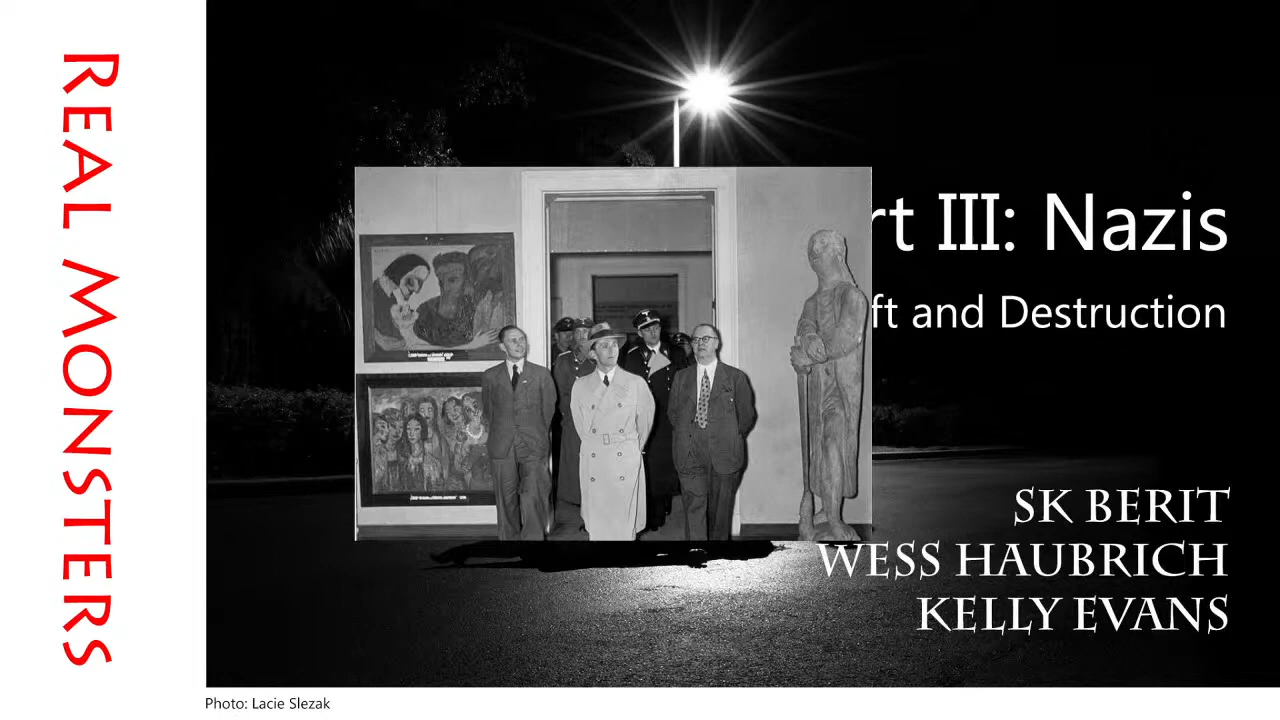 REAL MONSTERS
rt III: Nazis
ft and Destruction
SK BERIT
WESS HAUBRICH
KELLY EVANS
Photo: Lacie Slezak